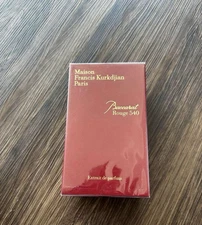 Maison
Francis Kurkdjian
Paris
Baccarat
Rouge 540
Extrait de parfum